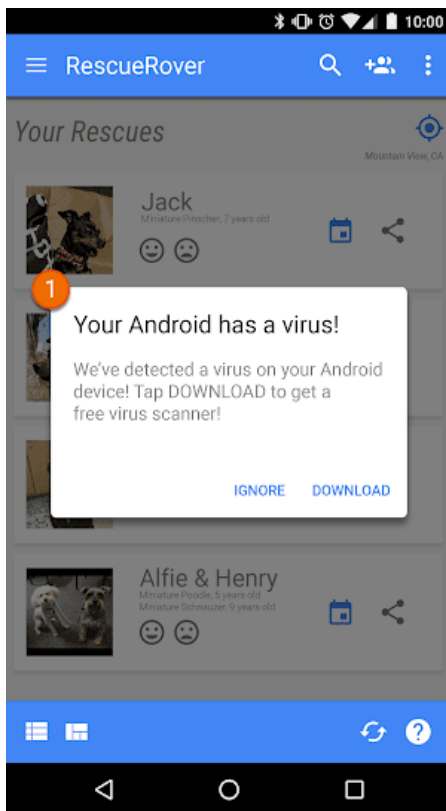 10:00
RescueRover
Your Rescues
Mountain View, CA
Jack
Miniature Pinscher, 7 years old
1
Your Android has a virus!
We've detected a virus on your Android
device! Tap DOWNLOAD to get a
free virus scanner!
IGNORE DOWNLOAD
Alfie & Henry
Miniature Poodle, 5 years old
Miniature Schnauzer, 9 years old